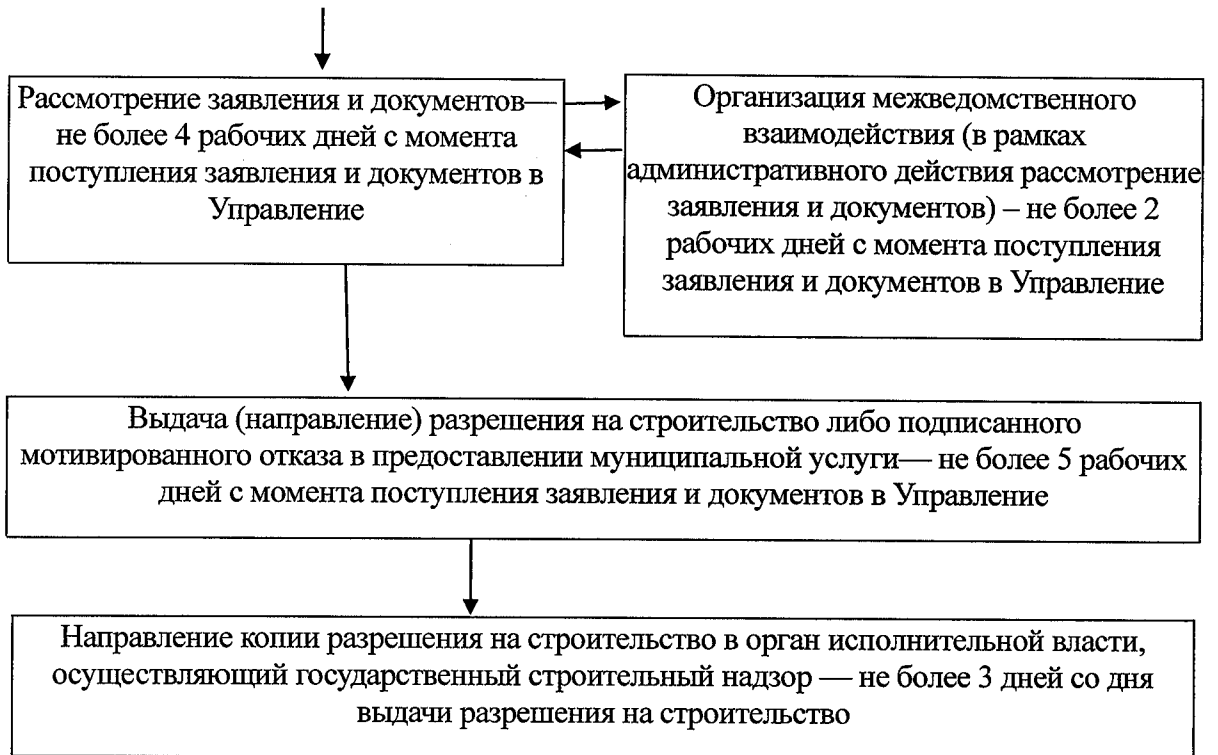 Рассмотрение заявления и документов—
не более 4 рабочих дней с момента
поступления заявления и документов в
Управление
Организация межведомственного
взаимодействия (в рамках
административного действия рассмотрение
заявления и документов) – не более 2
рабочих дней с момента поступления
заявления и документов в Управление
Выдача (направление) разрешения на строительство либо подписанного
мотивированного отказа в предоставлении муниципальной услуги— не более 5 рабочих
дней с момента поступления заявления и документов в Управление
Направление копии разрешения на строительство в орган исполнительной власти,
осуществляющий государственный строительный надзор — не более 3 дней со дня
выдачи разрешения на строительство